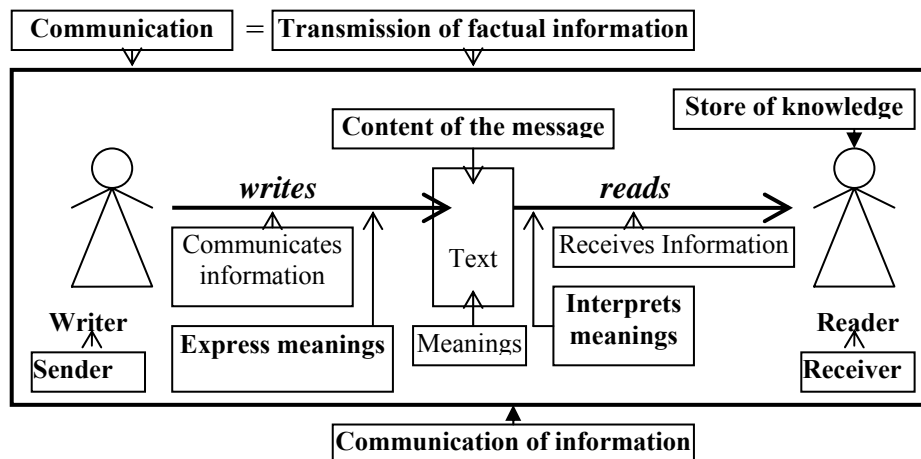 Communication = Transmission of factual information
Store of knowledge
Content of the message
writes
reads
Communicates
information
Text
Receives Information
Writer
Sender
Express meanings
Meanings
Interprets
meanings
Reader
Receiver
Communication of information